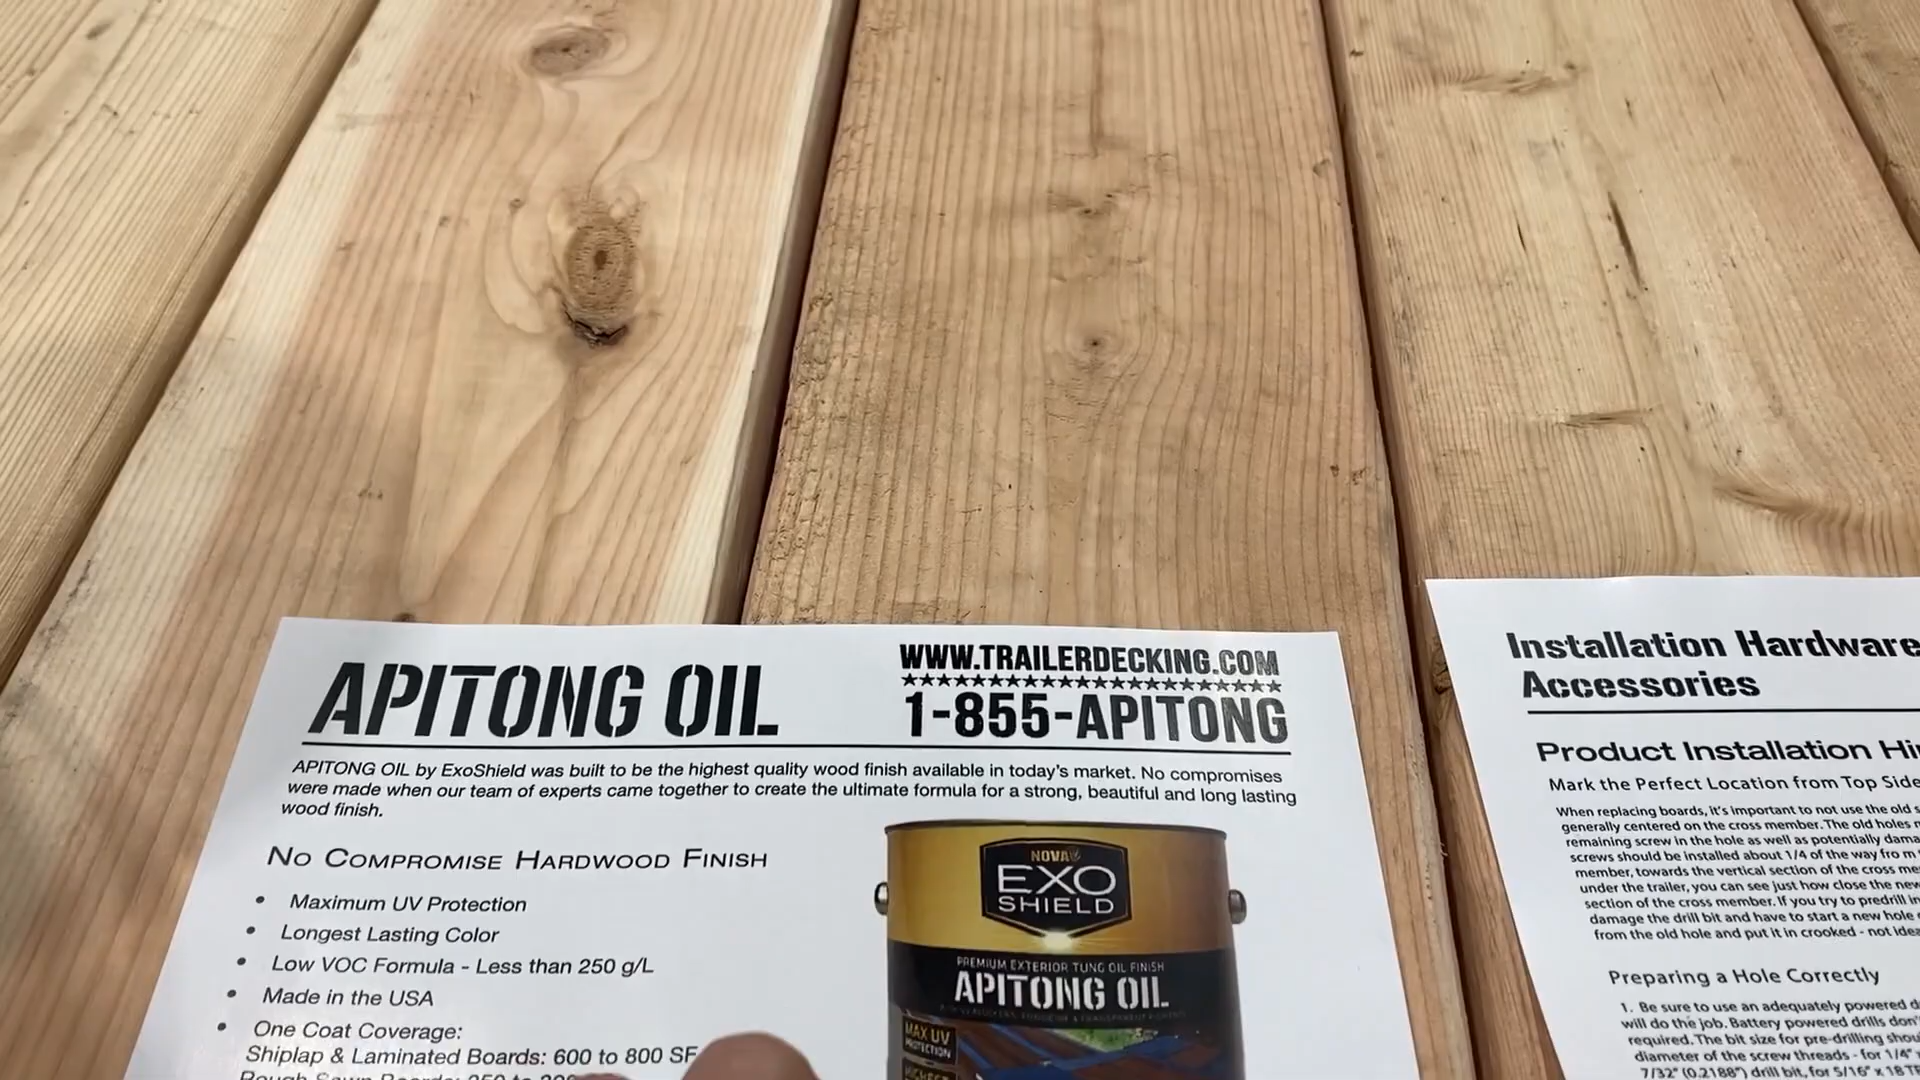 APITONG OIL
WWW.TRAILERDECKING.COM
★★★★★★★★★★★★★★★★★★★★★★★★
1-855-APITONG
APITONG OIL by ExoShield was built to be the highest quality wood finish available in today's market. No compromises
were made when our team of experts came together to create the ultimate formula for a strong, beautiful and long lasting
wood finish.
NO COMPROMISE HARDWOOD FINISH
• Maximum UV Protection
• Longest Lasting Color
• Low VOC Formula - Less than 250 g/L
• Made in the USA
• One Coat Coverage:
Shiplap & Laminated Boards: 600 to 800 SF
NOVA
EXO
SHIELD
PREMIUM EXTERIOR TUNG OIL FINISH
APITONG OIL
MAX UV
PROTECTION
HIGHEST
Installation Hardware
Accessories
Product Installation
Mark the Perfect Location from Top Side
When replacing boards, it's important to not use the old
generally centered on the cross member. The old holes
remaining screw in the hole as well as potentially
screws should be installed about 1/4 of the way fro m
member, towards the vertical section of the cross
under the trailer, you can see just how close the new
section of the cross member. If you try to predrill
damage the drill bit and have to start a new hole
from the old hole and put it in crooked - not
Preparing a Hole Correctly
1. Be sure to use an adequately powered
will do the job. Battery powered drills
required. The bit size for pre-drilling
diameter of the screw threads - for 1/4"
7/32" (0.2188") drill bit, for 5/16" x 18